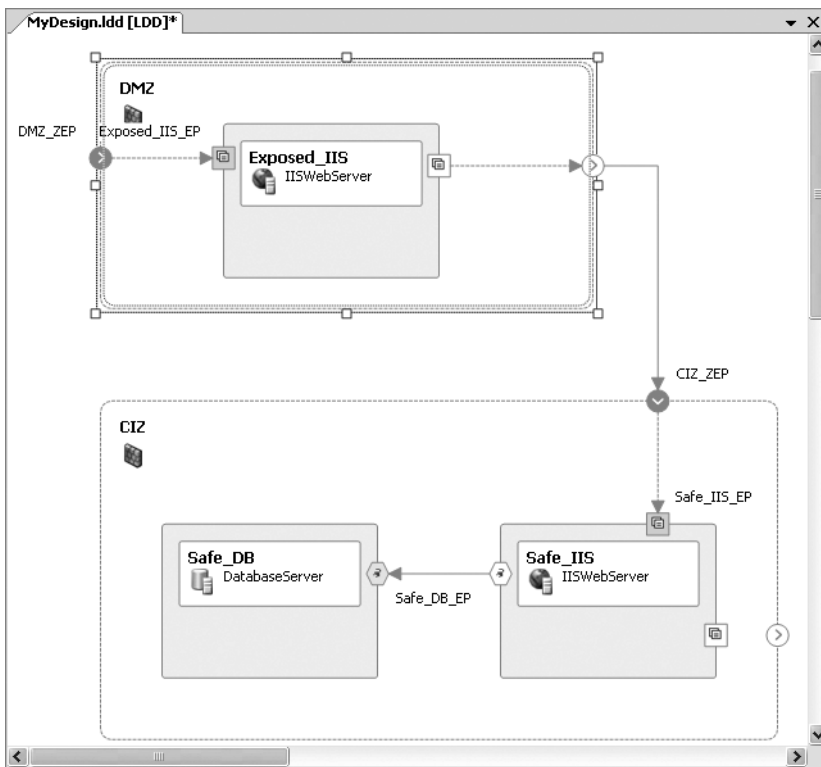 MyDesign.ldd [LDD]*
DMZ
DMZ_ZEP
Exposed_IIS_EP
Exposed_IIS
IISWebServer
CIZ_ZEP
CIZ
Safe_IIS_EP
Safe_DB
DatabaseServer
Safe_IIS
IISWebServer
Safe_DB_EP